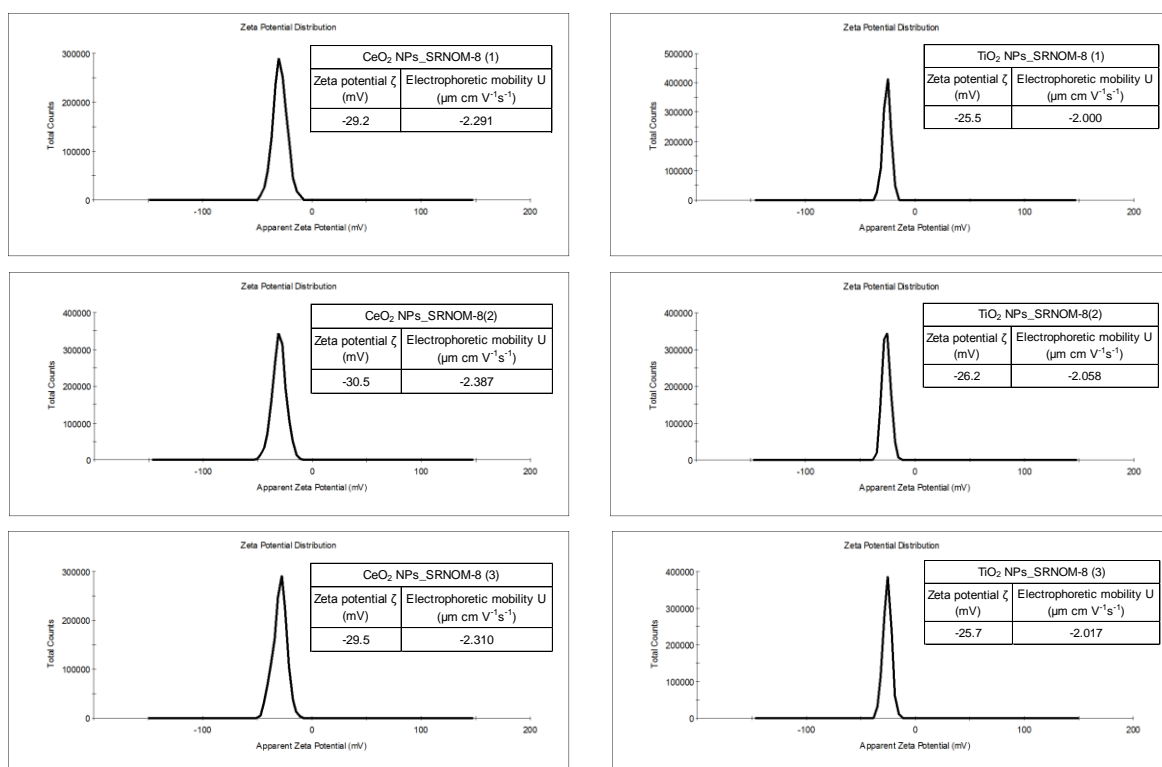 Zeta Potential Distribution
300000
200000
100000
0
Total Counts
-100
0
100
200
Apparent Zeta Potential (mV)
CeO₂ NPs_SRNOM-8 (1)
Zeta potential ζ (mV)
Electrophoretic mobility U (µm cm V⁻¹s⁻¹)
-29.2
-2.291
Zeta Potential Distribution
500000
400000
300000
200000
100000
0
Total Counts
-100
0
100
200
Apparent Zeta Potential (mV)
TiO₂ NPs_SRNOM-8 (1)
Zeta potential ζ (mV)
Electrophoretic mobility U (µm cm V⁻¹s⁻¹)
-25.5
-2.000
Zeta Potential Distribution
400000
300000
200000
100000
0
Total Counts
-100
0
100
200
Apparent Zeta Potential (mV)
CeO₂ NPs_SRNOM-8(2)
Zeta potential ζ (mV)
Electrophoretic mobility U (µm cm V⁻¹s⁻¹)
-30.5
-2.387
Zeta Potential Distribution
400000
300000
200000
100000
0
Total Counts
-100
0
100
200
Apparent Zeta Potential (mV)
TiO₂ NPs_SRNOM-8(2)
Zeta potential ζ (mV)
Electrophoretic mobility U (µm cm V⁻¹s⁻¹)
-26.2
-2.058
Zeta Potential Distribution
300000
200000
100000
0
Total Counts
-100
0
100
200
Apparent Zeta Potential (mV)
CeO₂ NPs_SRNOM-8 (3)
Zeta potential ζ (mV)
Electrophoretic mobility U (µm cm V⁻¹s⁻¹)
-29.5
-2.310
Zeta Potential Distribution
400000
300000
200000
100000
0
Total Counts
-100
0
100
200
Apparent Zeta Potential (mV)
TiO₂ NPs_SRNOM-8 (3)
Zeta potential ζ (mV)
Electrophoretic mobility U (µm cm V⁻¹s⁻¹)
-25.7
-2.017